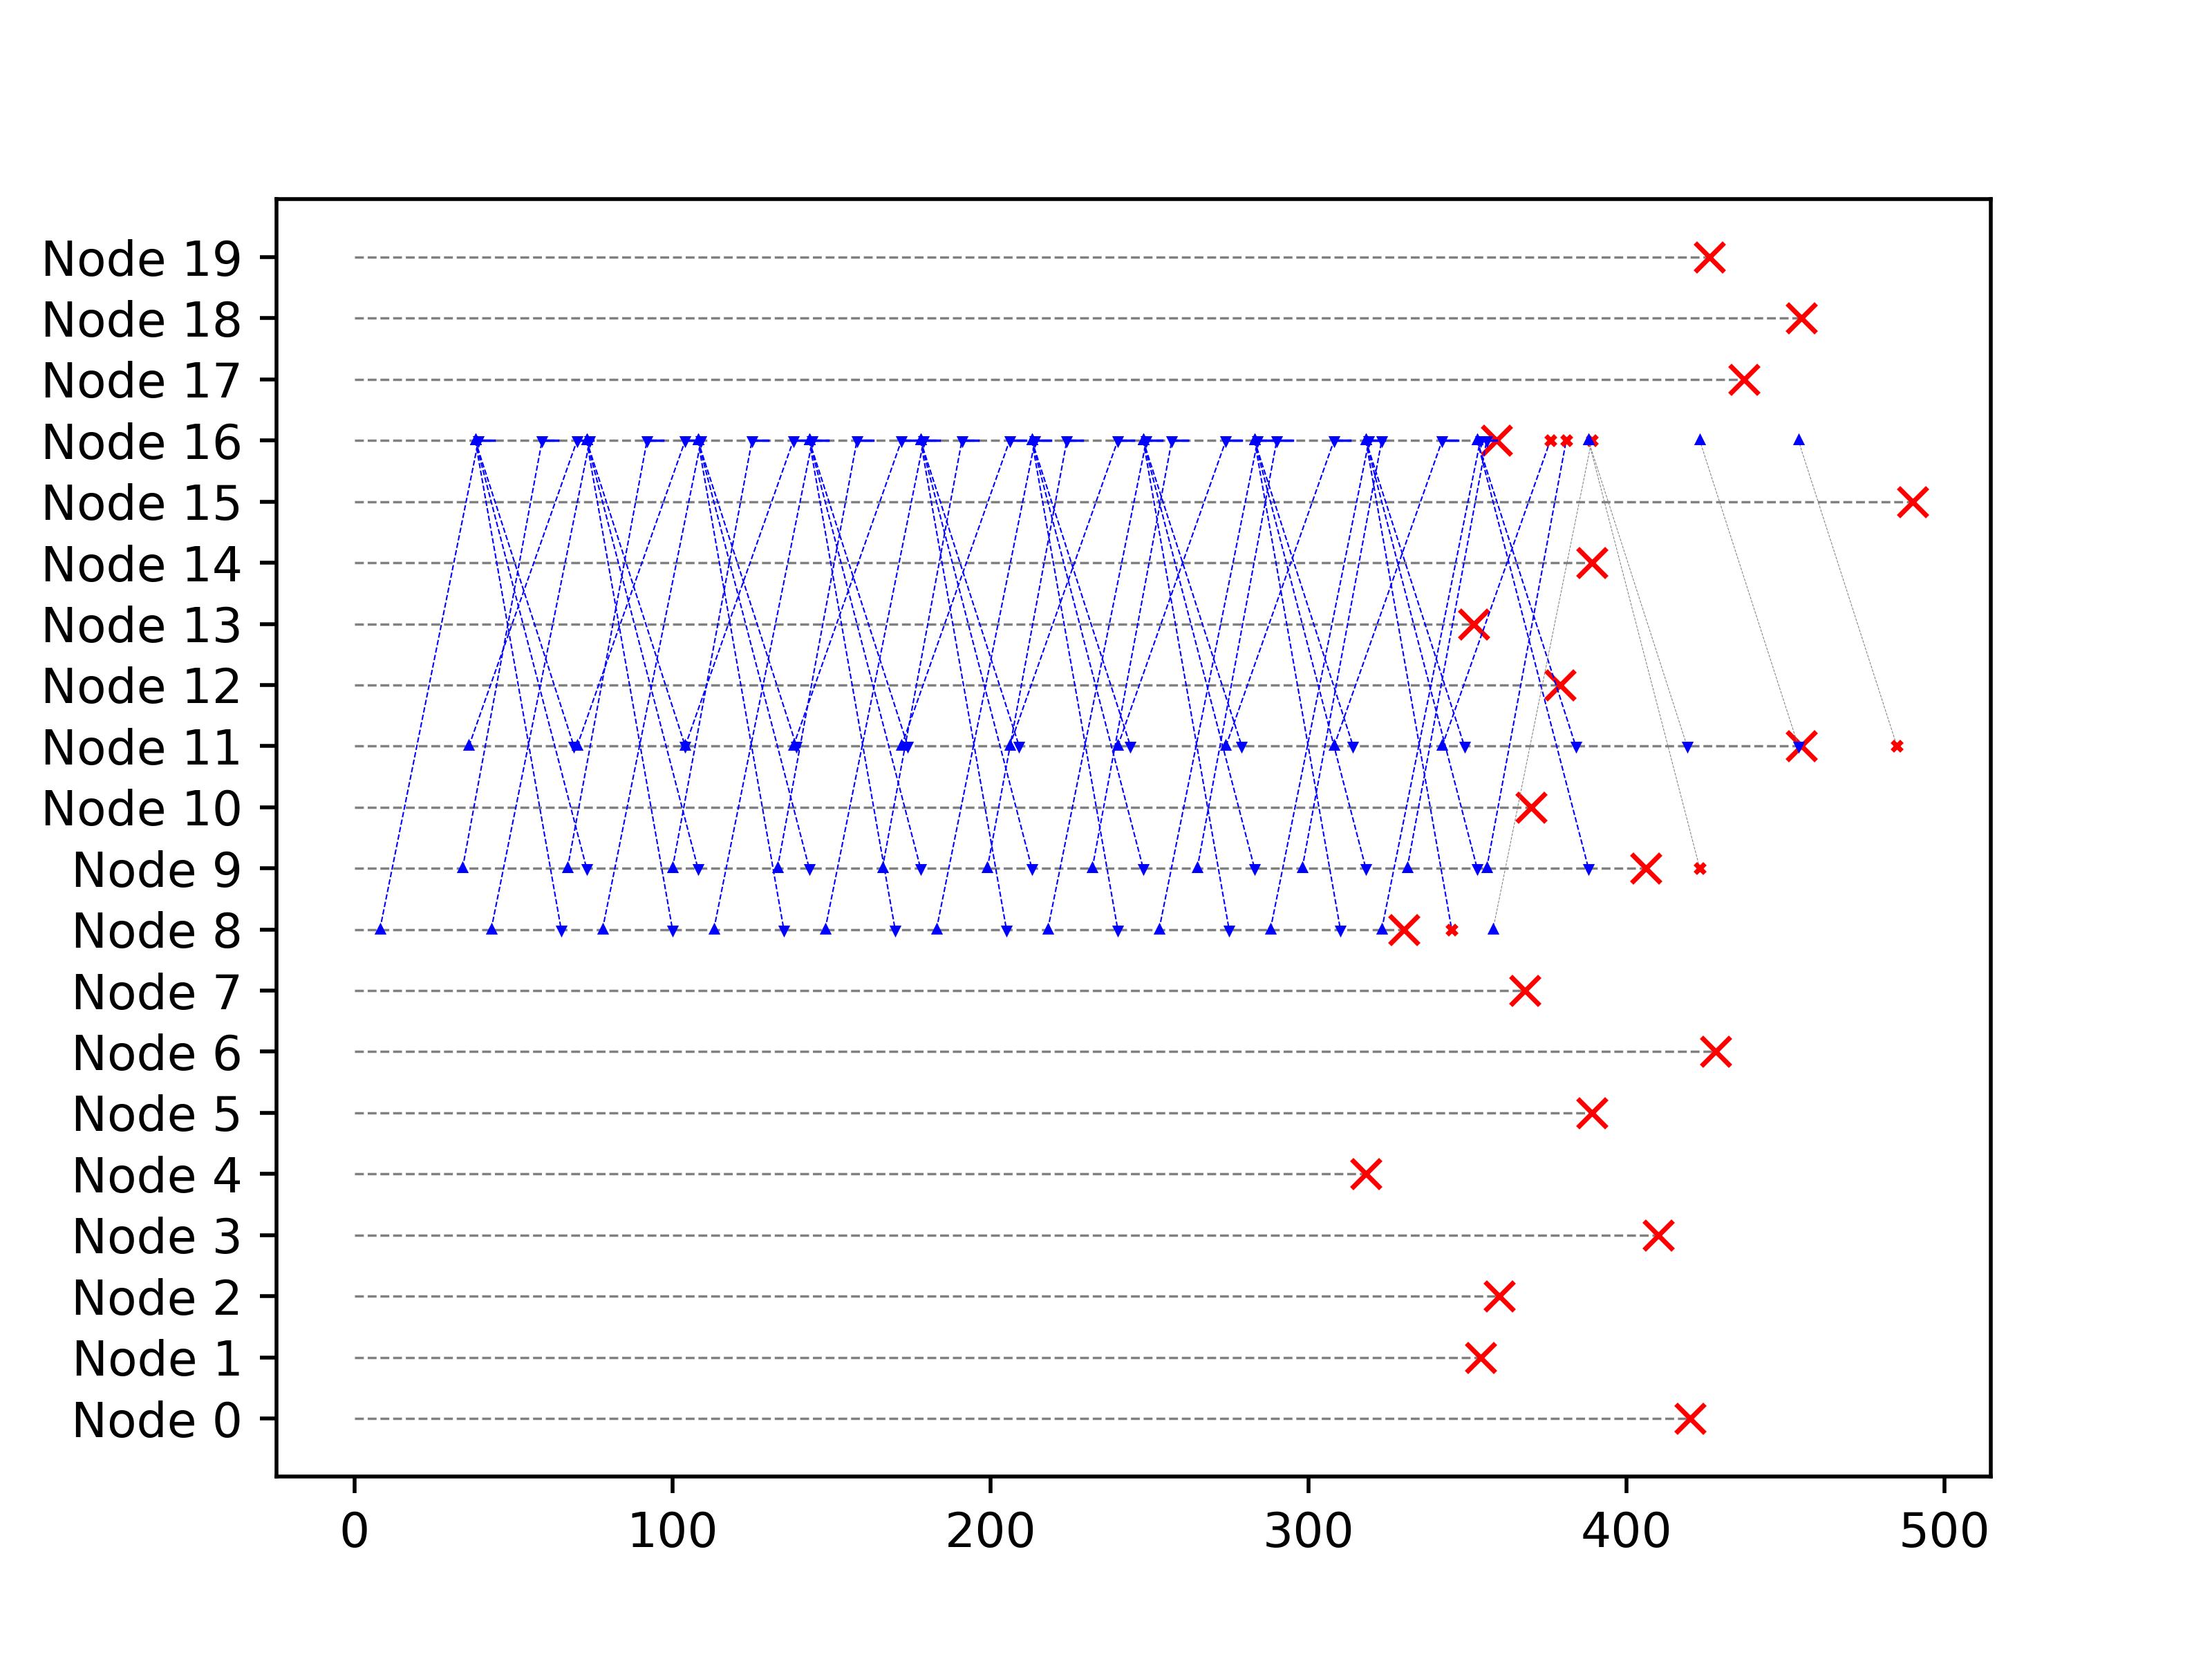 Node 19
Node 18
Node 17
Node 16
Node 15
Node 14
Node 13
Node 12
Node 11
Node 10
Node 9
Node 8
Node 7
Node 6
Node 5
Node 4
Node 3
Node 2
Node 1
Node 0
0 100 200 300 400 500